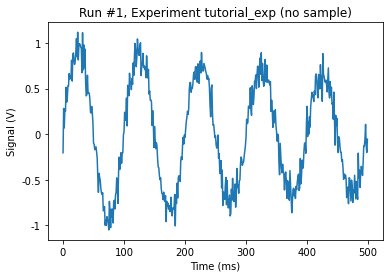 Run #1, Experiment tutorial_exp (no sample)
1
0.5
0
-0.5
-1
Signal (V)
0 100 200 300 400 500
Time (ms)